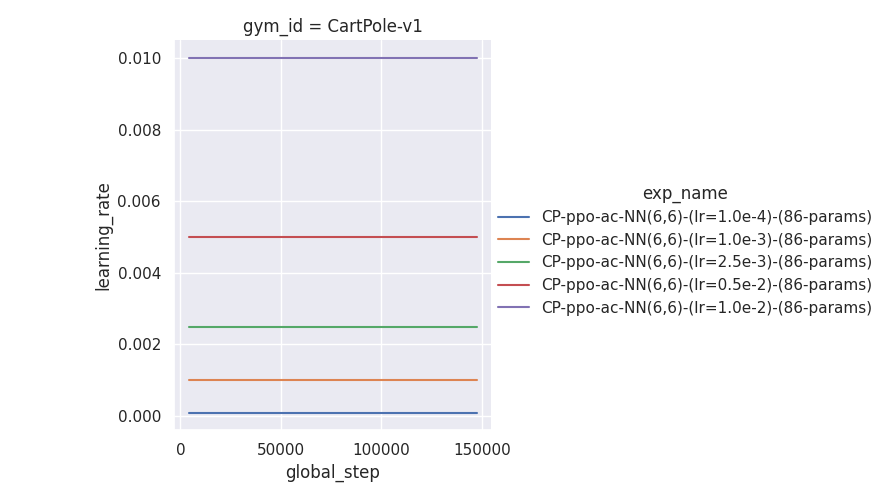 gym_id = CartPole-v1
0.010
0.008
0.006
0.004
0.002
0.000
learning_rate
0
50000
100000
150000
global_step
exp_name
CP-ppo-ac-NN(6,6)-(lr=1.0e-4)-(86-params)
CP-ppo-ac-NN(6,6)-(lr=1.0e-3)-(86-params)
CP-ppo-ac-NN(6,6)-(lr=2.5e-3)-(86-params)
CP-ppo-ac-NN(6,6)-(lr=0.5e-2)-(86-params)
CP-ppo-ac-NN(6,6)-(lr=1.0e-2)-(86-params)